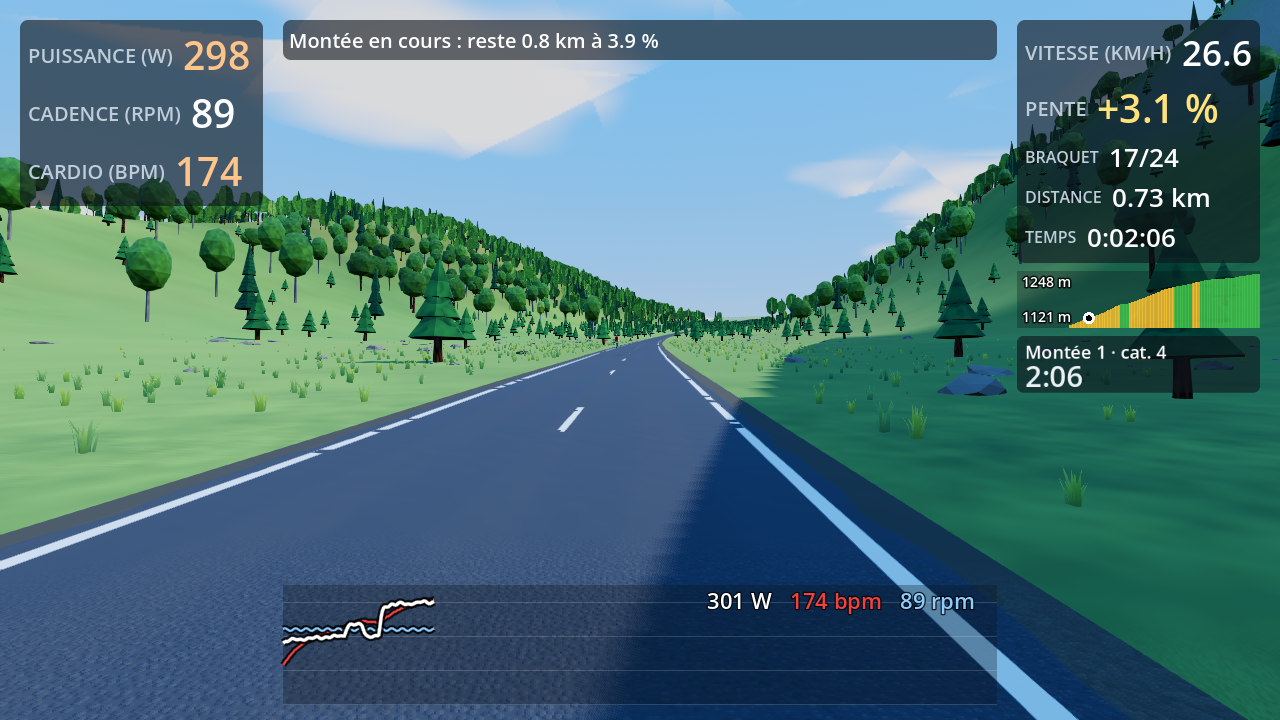 PUISSANCE (W) 298
CADENCE (RPM) 89
CARDIO (BPM) 174
Montée en cours : reste 0.8 km à 3.9 %
VITESSE (KM/H) 26.6
PENTE +3.1 %
BRAQUET 17/24
DISTANCE 0.73 km
TEMPS 0:02:06
1248 m
1121 m
Montée 1 · cat. 4
2:06
301 W 174 bpm 89 rpm